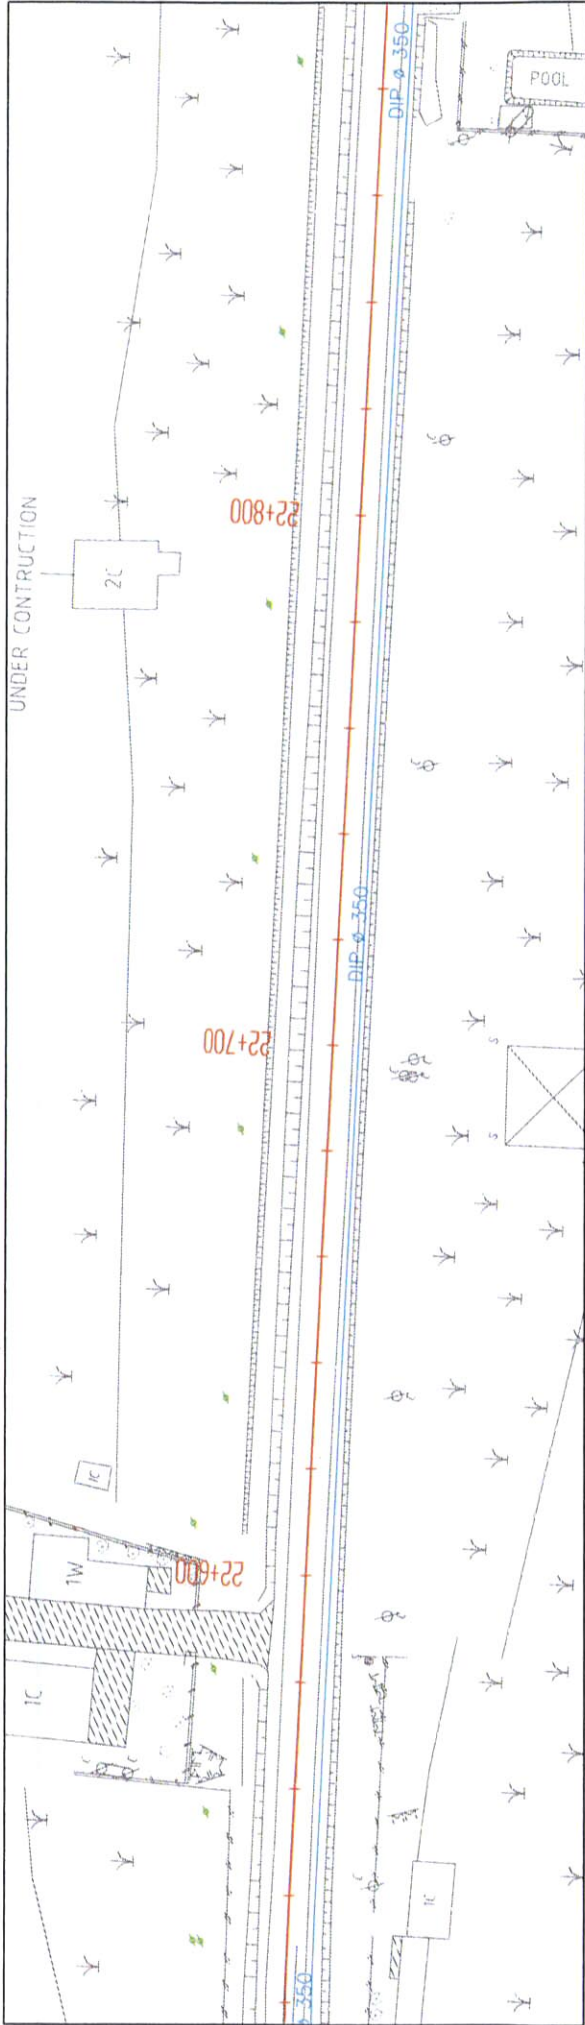 DIP ø 350
POOL
UNDER CONTRUCTION
22+800
2C
DIP ø 350
22+700
S
S
1C
1W
22+600
1C
1C
ø 350